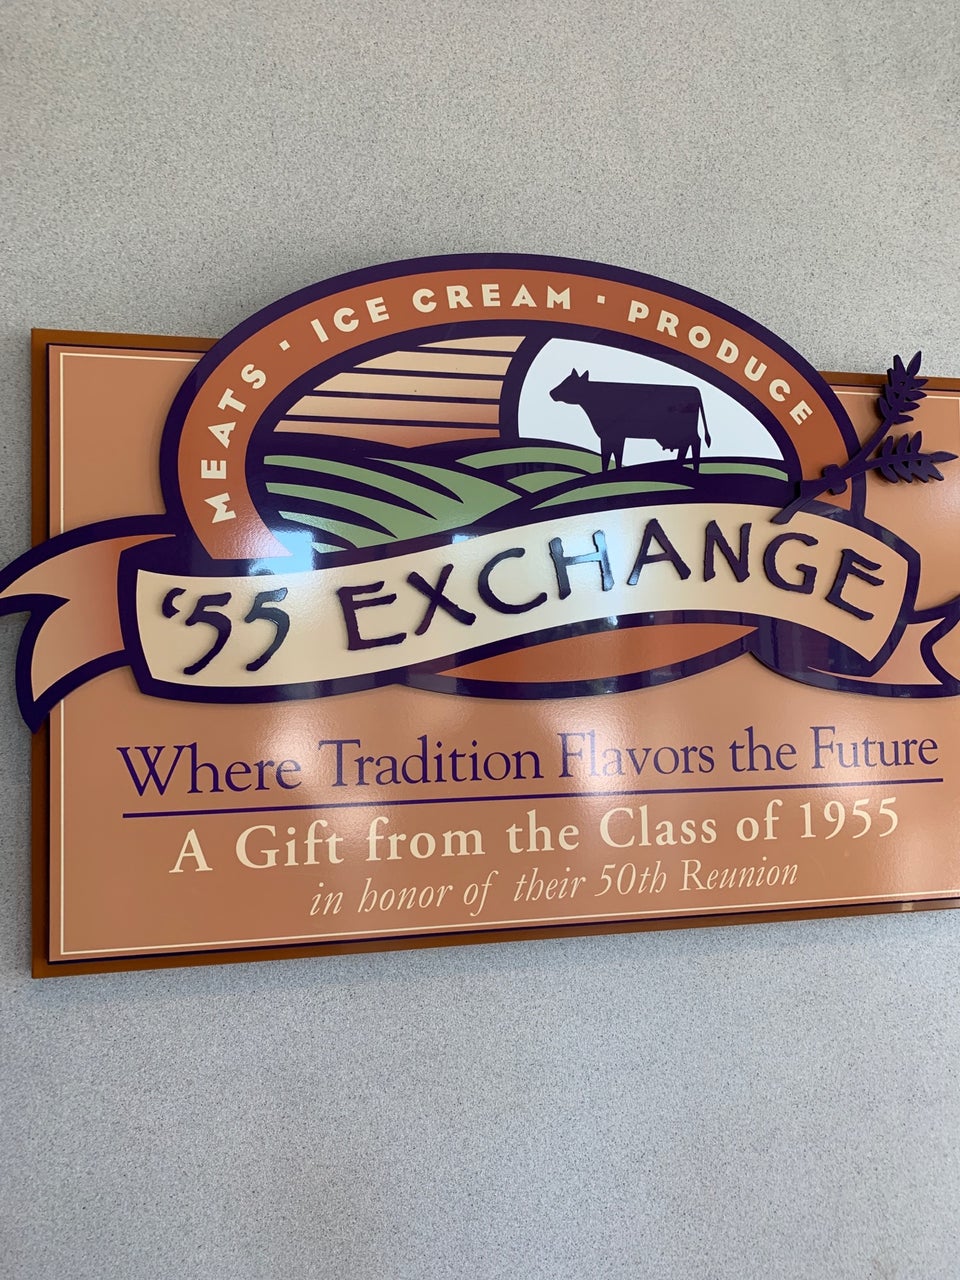 MEATS · ICE CREAM · PRODUCE
'55 EXCHANGE
Where Tradition Flavors the Future
A Gift from the Class of 1955
in honor of their 50th Reunion